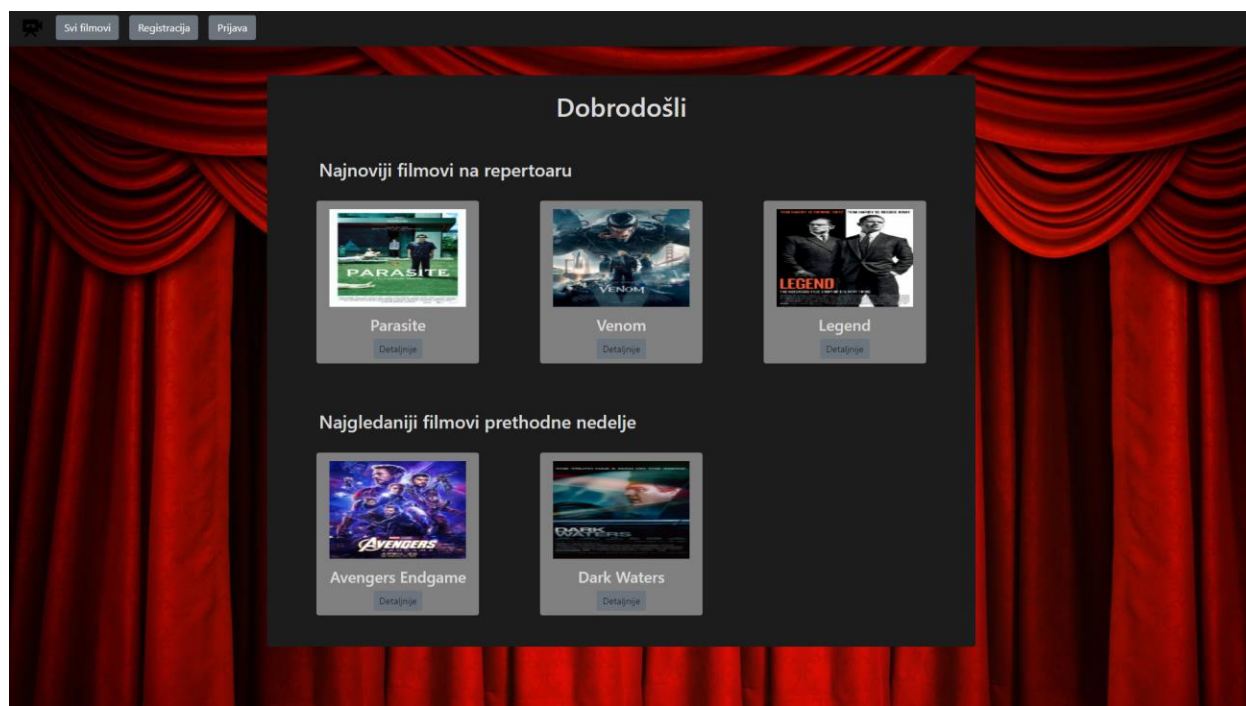 Svi filmovi Registracija Prijava
Dobrodošli
Najnoviji filmovi na repertoaru
PARASITE
VENOM
LEGEND
Parasite Venom Legend
Detaljnije Detaljnije Detaljnije
Najgledaniji filmovi prethodne nedelje
AVENGERS
DARK
WATERS
Avengers Endgame Dark Waters
Detaljnije Detaljnije